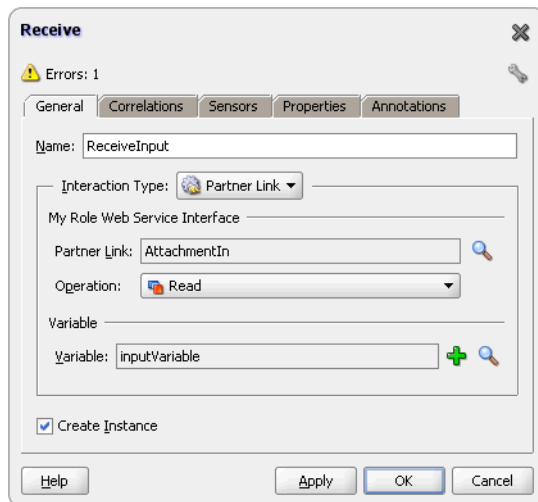 Receive
Errors: 1
General Correlations Sensors Properties Annotations
Name: ReceiveInput
Interaction Type: Partner Link
My Role Web Service Interface
Partner Link: AttachmentIn
Operation: Read
Variable
Variable: inputVariable
Create Instance
Help Apply OK Cancel